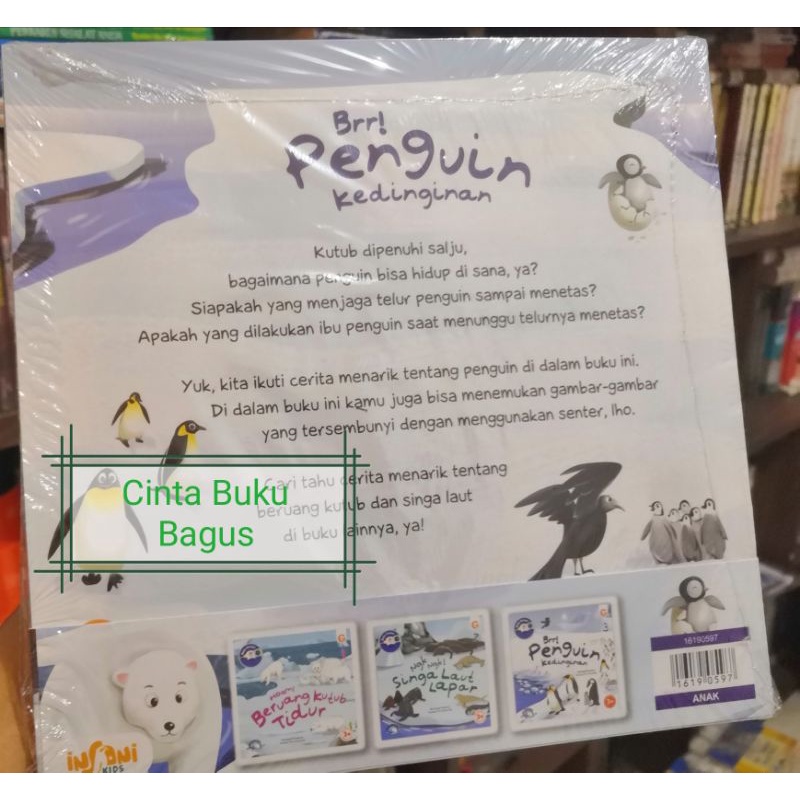 Brr!
Penguin
Kedinginan
Kutub dipenuhi salju,
bagaimana penguin bisa hidup di sana, ya?
Siapakah yang menjaga telur penguin sampai menetas?
Apakah yang dilakukan ibu penguin saat menunggu telurnya menetas?
Yuk, kita ikuti cerita menarik tentang penguin di dalam buku ini.
Di dalam buku ini kamu juga bisa menemukan gambar-gambar
yang tersembunyi dengan menggunakan senter, lho.
Cari tahu cerita menarik tentang
beruang kutub dan singa laut
di buku lainnya, ya!
Cinta Buku
Bagus
insani
KIDS
Beruang Kutub
Tidur
Singa Laut
Lapar
3
Brr!
Penguin
Kedinginan
16190597
16190597
ANAK